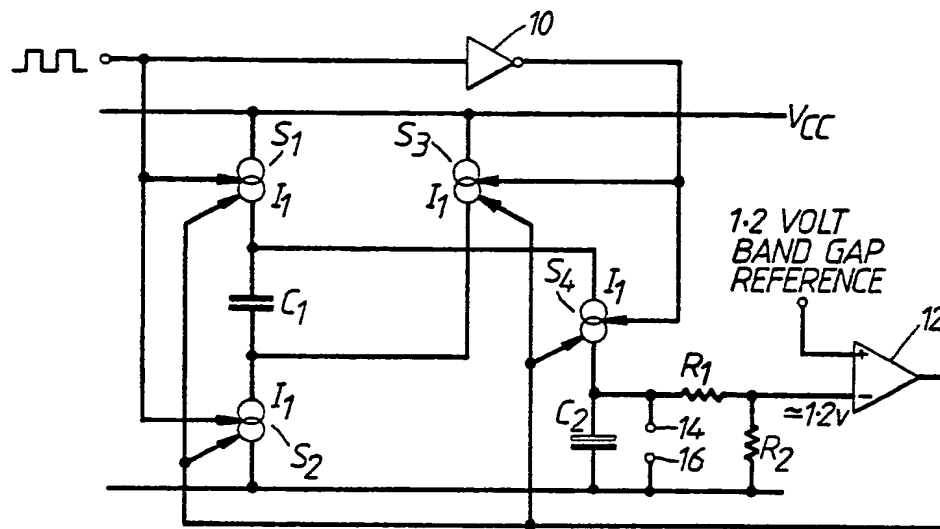 10
VCC
S1
S3
I1
I1
1·2 VOLT
BAND GAP
REFERENCE
S4
I1
12
C1
+
R1
−
≃1·2v
I1
C2
14
R2
S2
16